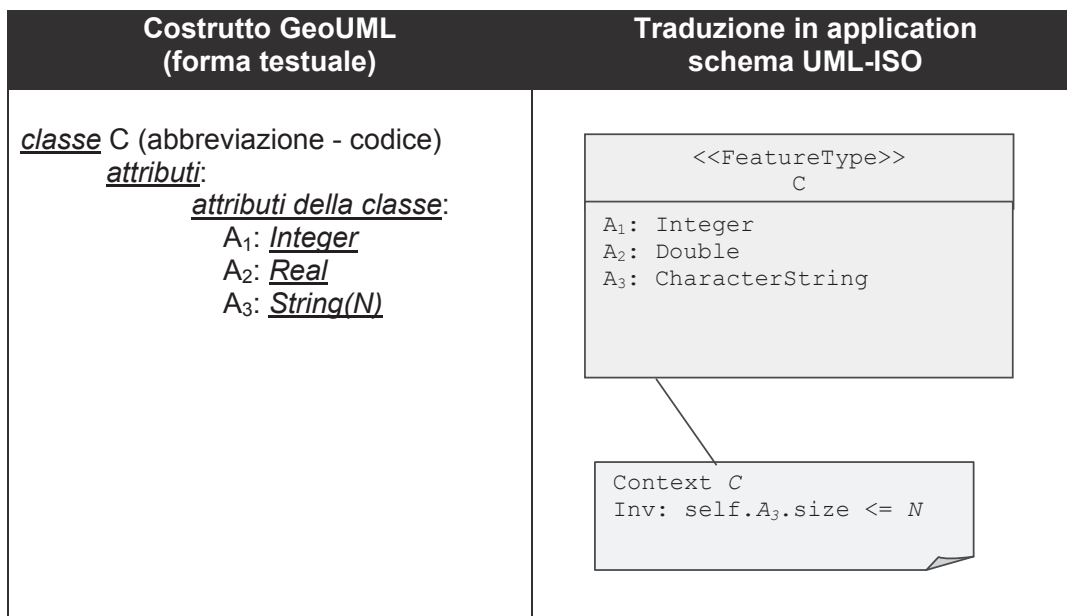 Costrutto GeoUML
(forma testuale)
Traduzione in application
schema UML-ISO
classe C (abbreviazione - codice)
attributi:
attributi della classe:
A₁: Integer
A₂: Real
A₃: String(N)
<<FeatureType>>
C
A₁: Integer
A₂: Double
A₃: CharacterString
Context C
Inv: self.A₃.size <= N